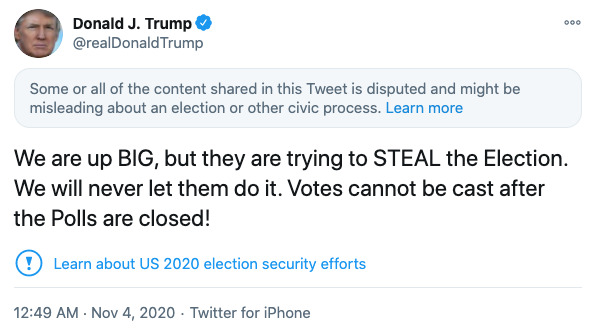 Donald J. Trump
@realDonaldTrump
Some or all of the content shared in this Tweet is disputed and might be
misleading about an election or other civic process. Learn more
We are up BIG, but they are trying to STEAL the Election.
We will never let them do it. Votes cannot be cast after
the Polls are closed!
Learn about US 2020 election security efforts
12:49 AM · Nov 4, 2020 · Twitter for iPhone